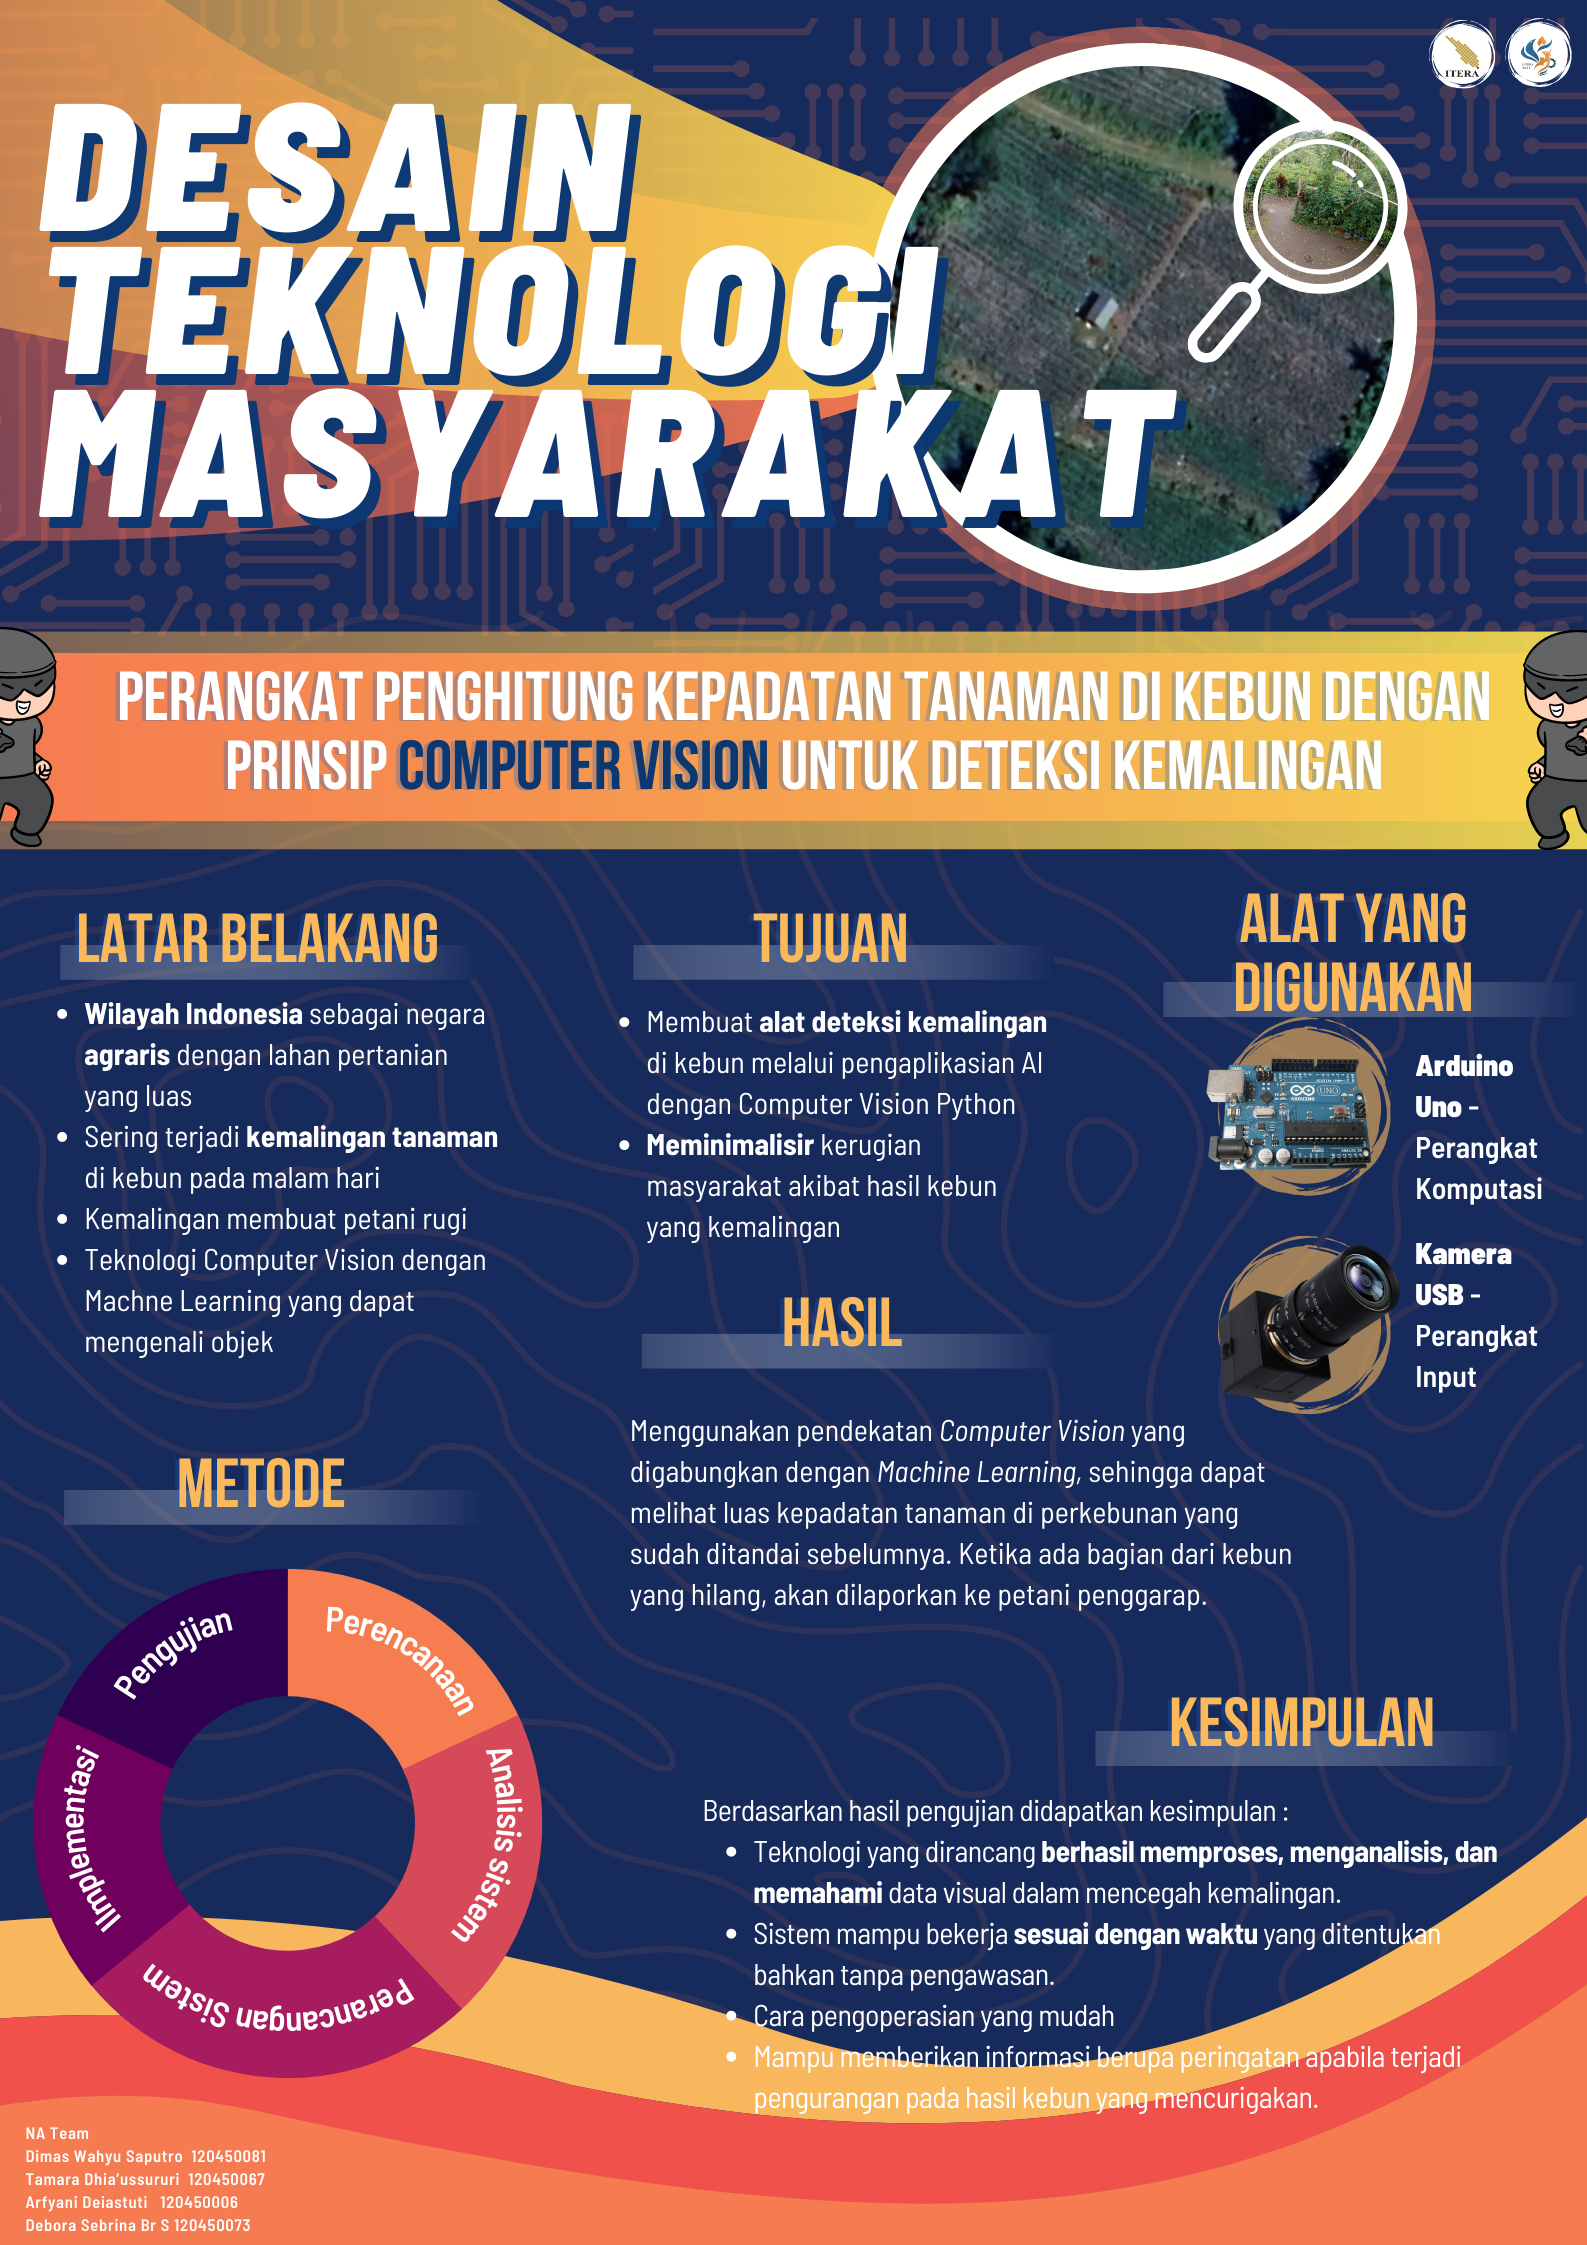 ITERA
DESAIN
TEKNOLOGI
MASYARAKAT
PERANGKAT PENGHITUNG KEPADATAN TANAMAN DI KEBUN DENGAN
PRINSIP COMPUTER VISION UNTUK DETEKSI KEMALINGAN
LATAR BELAKANG
• Wilayah Indonesia sebagai negara
agraris dengan lahan pertanian
yang luas
• Sering terjadi kemalingan tanaman
di kebun pada malam hari
• Kemalingan membuat petani rugi
• Teknologi Computer Vision dengan
Machne Learning yang dapat
mengenali objek
TUJUAN
• Membuat alat deteksi kemalingan
di kebun melalui pengaplikasian AI
dengan Computer Vision Python
• Meminimalisir kerugian
masyarakat akibat hasil kebun
yang kemalingan
ALAT YANG
DIGUNAKAN
UNO
ARDUINO
Arduino
Uno -
Perangkat
Komputasi
Kamera
USB -
Perangkat
Input
HASIL
Menggunakan pendekatan Computer Vision yang
digabungkan dengan Machine Learning, sehingga dapat
melihat luas kepadatan tanaman di perkebunan yang
sudah ditandai sebelumnya. Ketika ada bagian dari kebun
yang hilang, akan dilaporkan ke petani penggarap.
METODE
Perencanaan
Analisis sistem
Perancangan Sistem
IImplementasi
Pengujian
KESIMPULAN
Berdasarkan hasil pengujian didapatkan kesimpulan :
• Teknologi yang dirancang berhasil memproses, menganalisis, dan
memahami data visual dalam mencegah kemalingan.
• Sistem mampu bekerja sesuai dengan waktu yang ditentukan
bahkan tanpa pengawasan.
• Cara pengoperasian yang mudah
• Mampu memberikan informasi berupa peringatan apabila terjadi
pengurangan pada hasil kebun yang mencurigakan.
NA Team
Dimas Wahyu Saputro 120450081
Tamara Dhia'ussururi 120450067
Arfyani Deiastuti 120450006
Debora Sebrina Br S 120450073